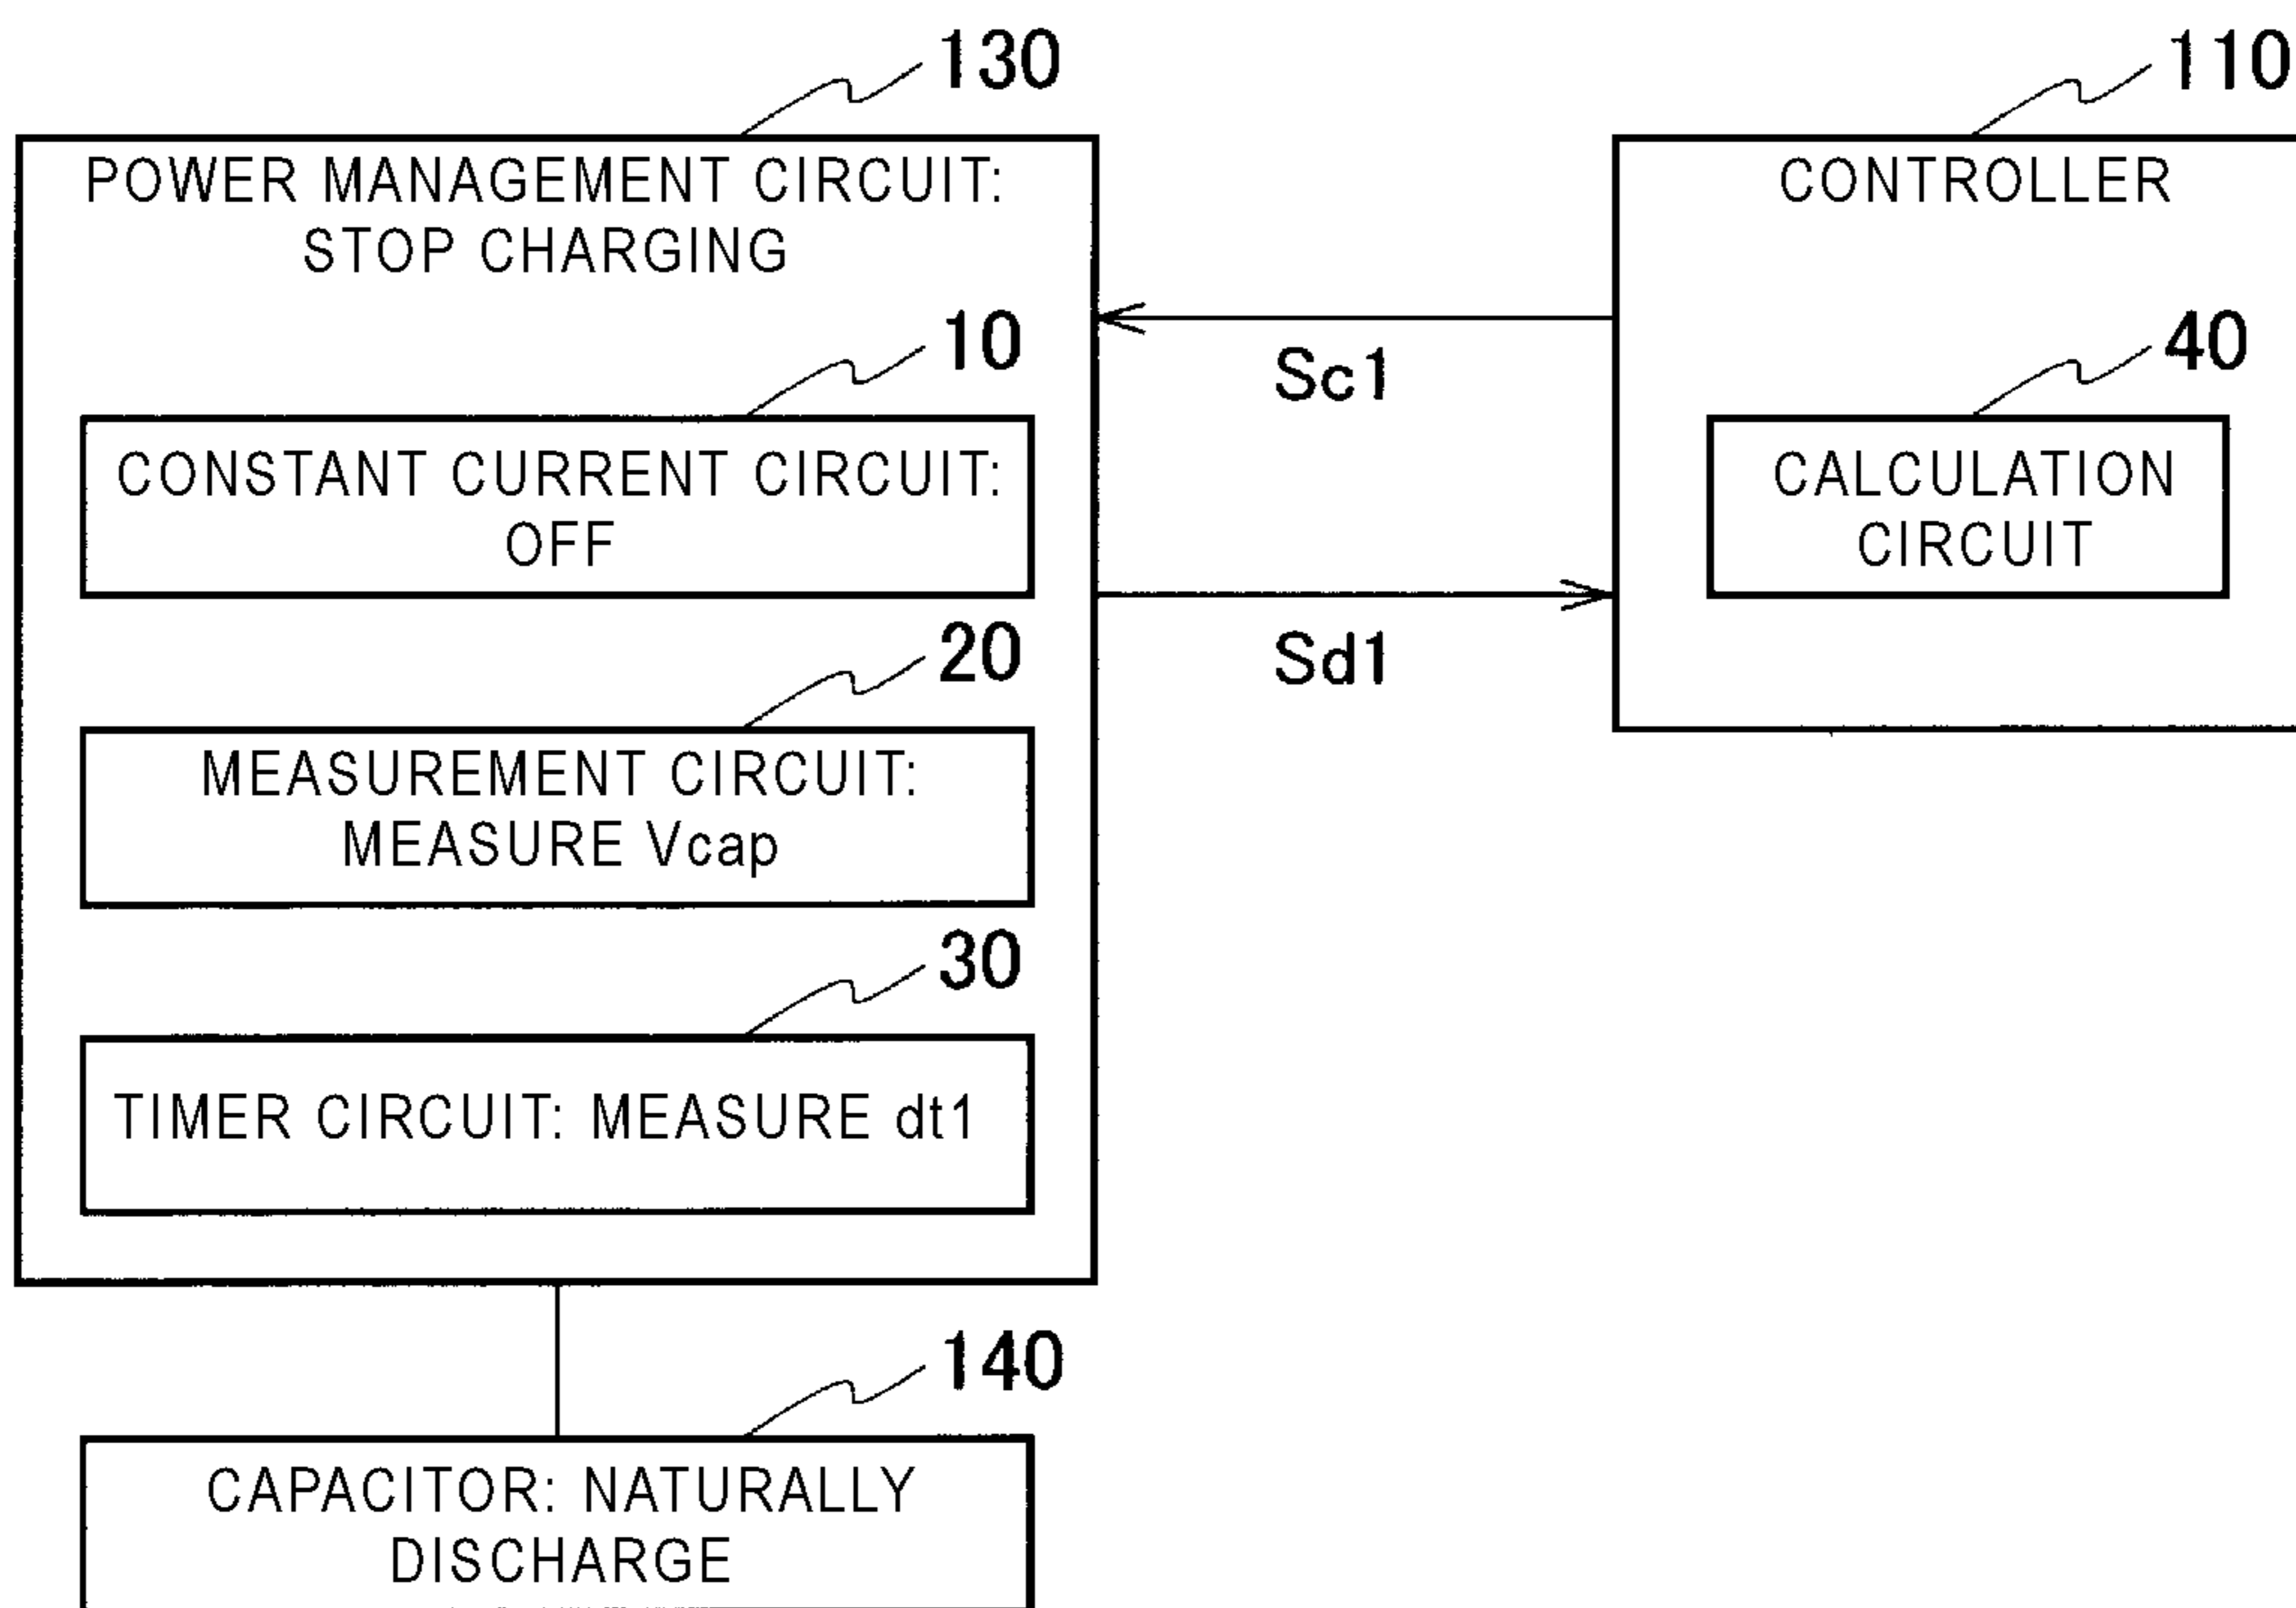 130
110
POWER MANAGEMENT CIRCUIT:
STOP CHARGING
CONTROLLER
10
Sc1
40
CONSTANT CURRENT CIRCUIT:
OFF
CALCULATION
CIRCUIT
20
Sd1
MEASUREMENT CIRCUIT:
MEASURE Vcap
30
TIMER CIRCUIT: MEASURE dt1
140
CAPACITOR: NATURALLY
DISCHARGE